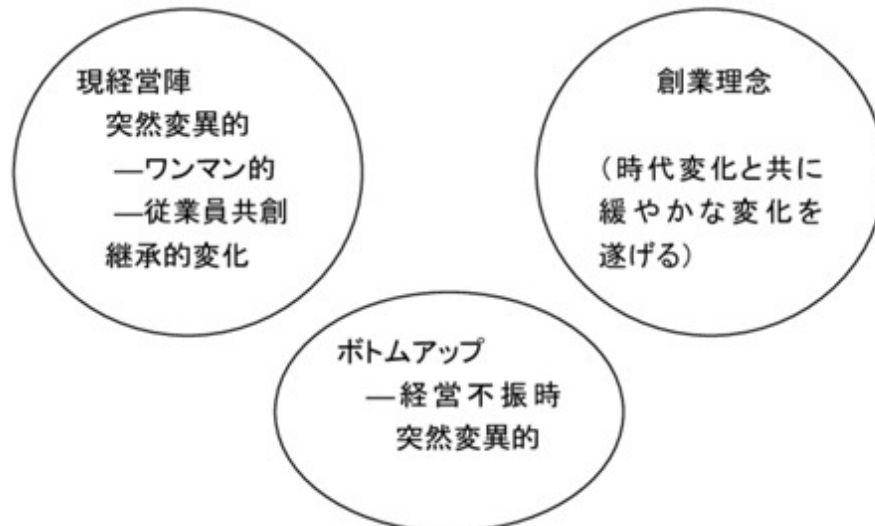 現経営陣
突然変異的
―ワンマン的
―従業員共創
継承的変化
創業理念
(時代変化と共に
緩やかな変化を
遂げる)
ボトムアップ
―経営不振時
突然変異的